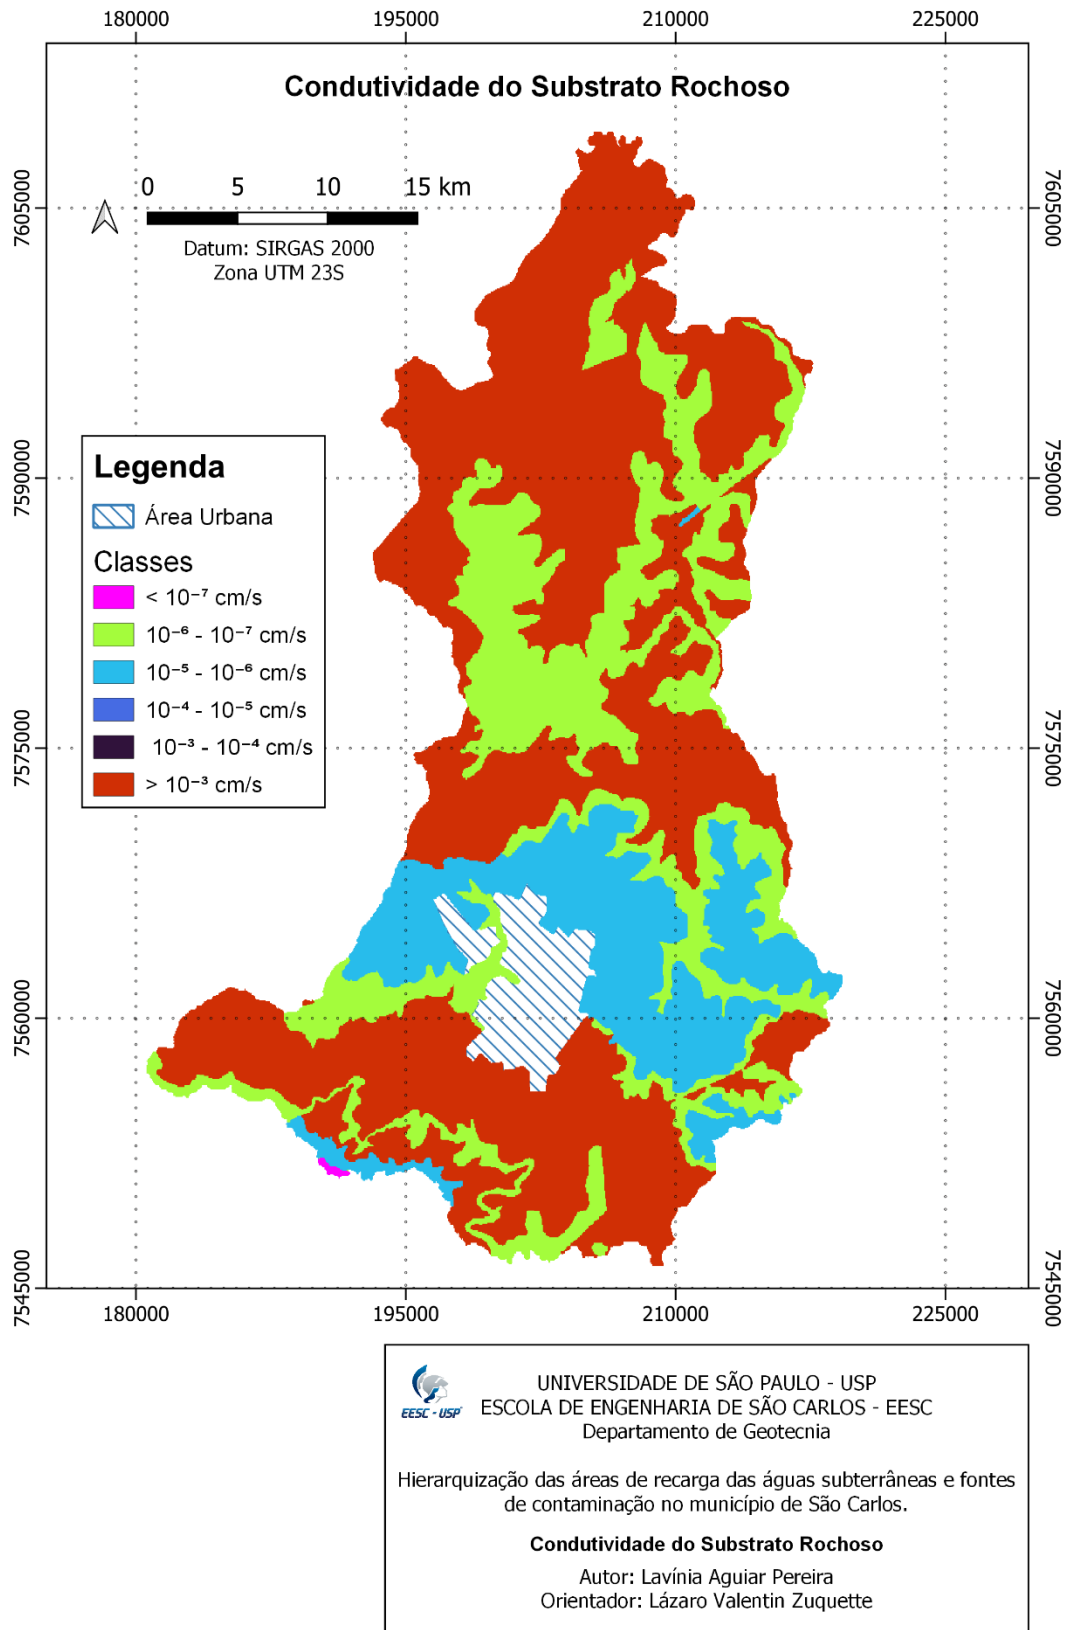 180000
195000
210000
225000
Condutividade do Substrato Rochoso
0 5 10 15 km
Datum: SIRGAS 2000
Zona UTM 23S
7605000
7605000
7590000
7590000
7575000
7575000
7560000
7560000
7545000
7545000
Legenda
Área Urbana
Classes
< 10⁻⁷ cm/s
10⁻⁶ - 10⁻⁷ cm/s
10⁻⁵ - 10⁻⁶ cm/s
10⁻⁴ - 10⁻⁵ cm/s
10⁻³ - 10⁻⁴ cm/s
> 10⁻³ cm/s
180000
195000
210000
225000
EESC - USP
UNIVERSIDADE DE SÃO PAULO - USP
ESCOLA DE ENGENHARIA DE SÃO CARLOS - EESC
Departamento de Geotecnia
Hierarquização das áreas de recarga das águas subterrâneas e fontes
de contaminação no município de São Carlos.
Condutividade do Substrato Rochoso
Autor: Lavínia Aguiar Pereira
Orientador: Lázaro Valentin Zuquette